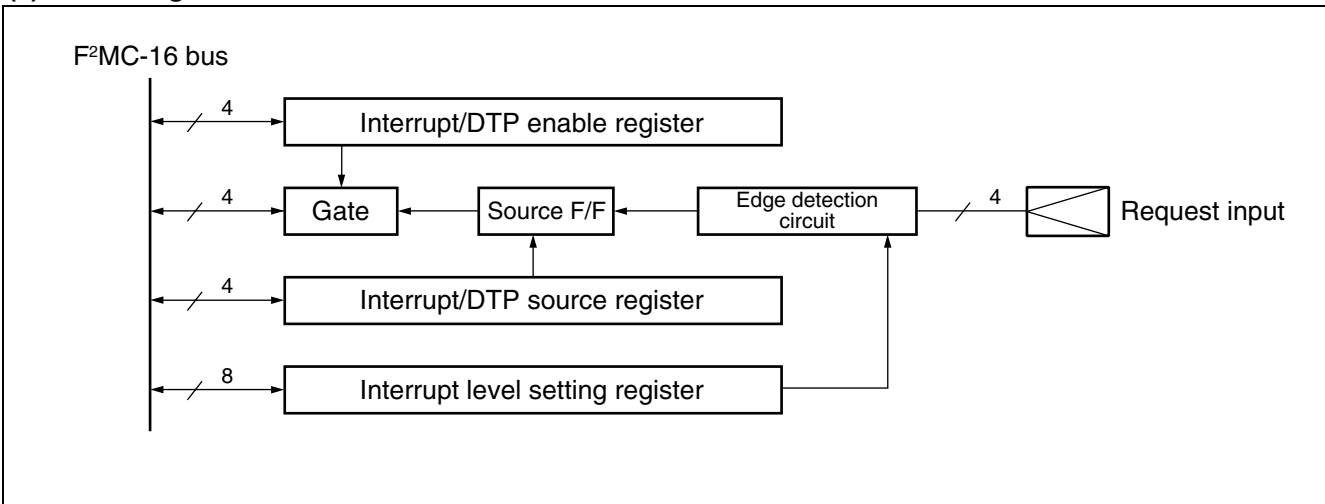 F²MC-16 bus
4
Interrupt/DTP enable register
4
Gate
Source F/F
Edge detection
circuit
4
Request input
4
Interrupt/DTP source register
8
Interrupt level setting register